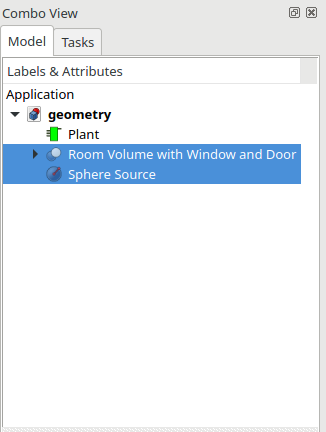 Combo View
Model Tasks
Labels & Attributes
Application
geometry
Plant
Room Volume with Window and Door
Sphere Source